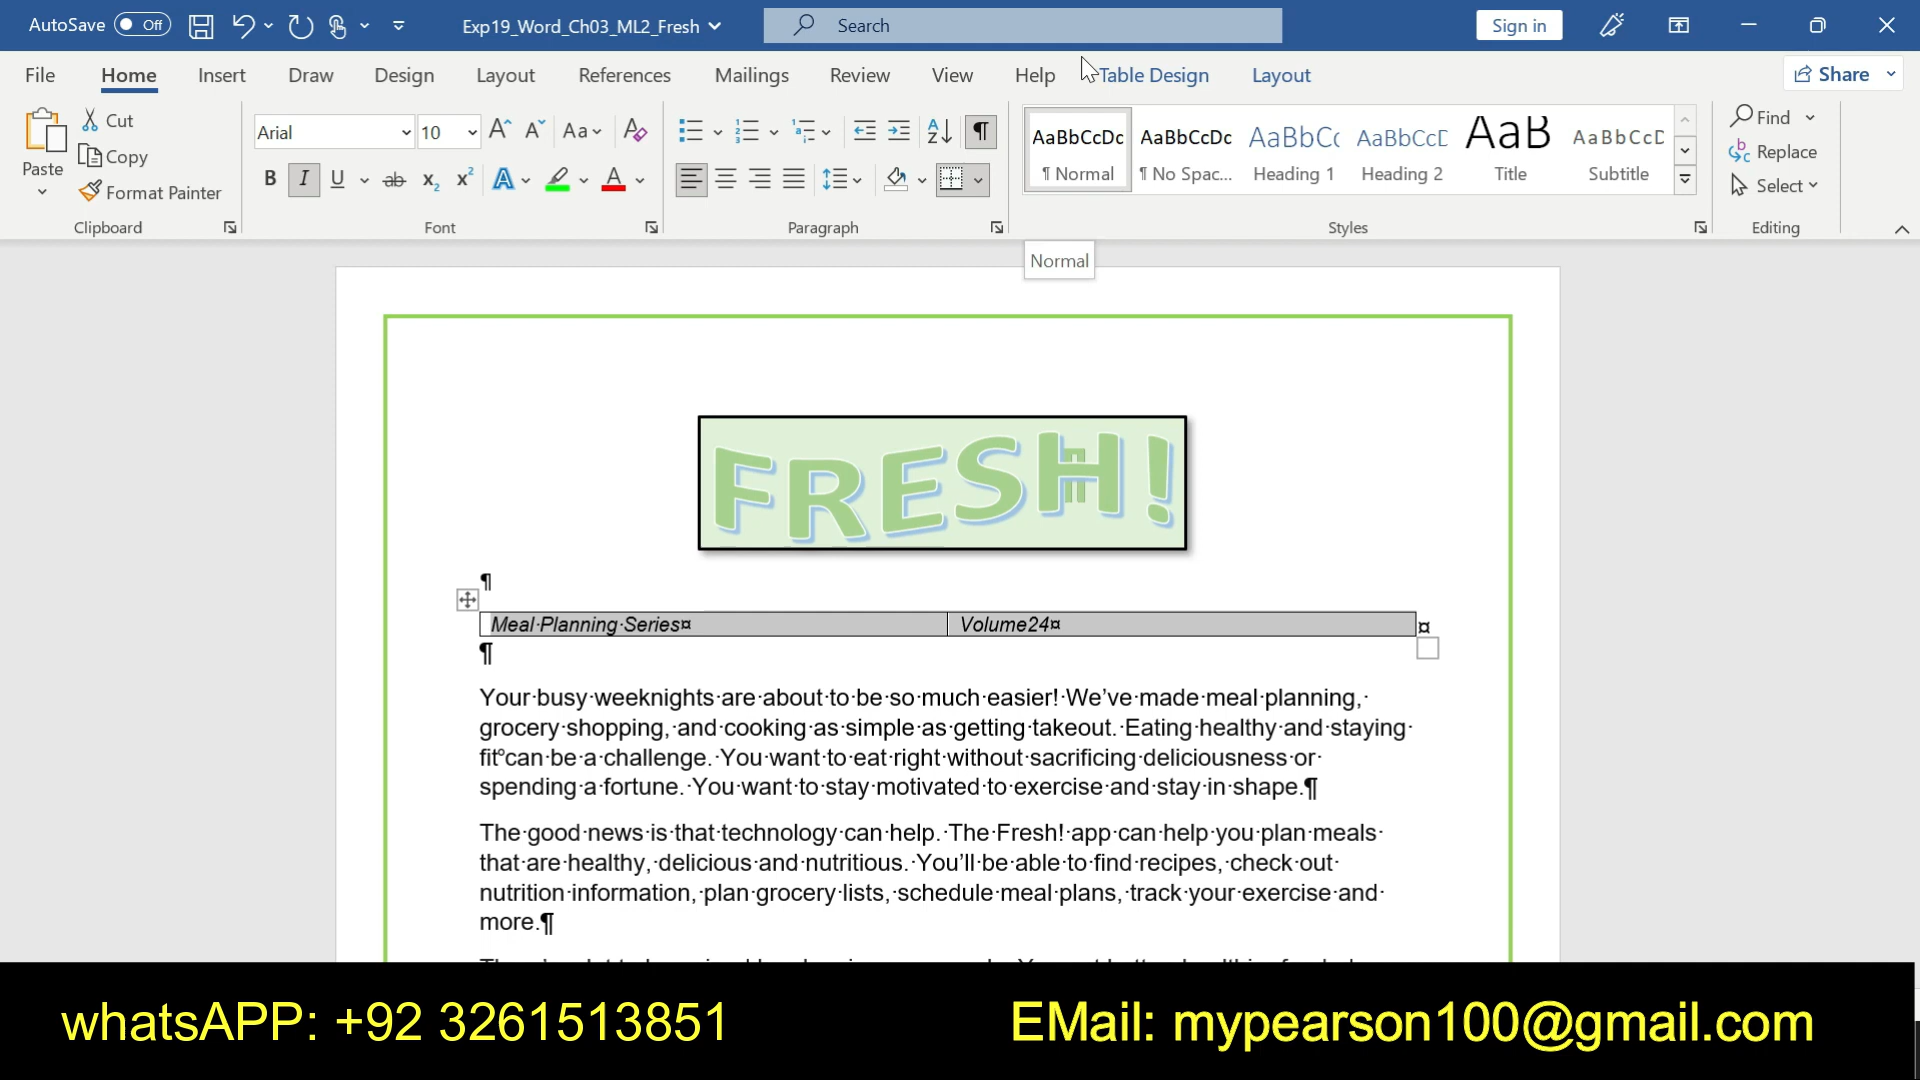 AutoSave Off Exp19_Word_Ch03_ML2_Fresh Search Sign in
File Home Insert Draw Design Layout References Mailings Review View Help Table Design Layout Share
Paste Cut Copy Format Painter
Clipboard
Arial 10 Aa
B I U ab x₂ x² A A
Font
Paragraph
AaBbCcDc AaBbCcDc AaBbCc AaBbCcD AaB AaBbCcD
¶ Normal ¶ No Spac... Heading 1 Heading 2 Title Subtitle
Styles
Find Replace Select
Editing
Normal
FRESH!
¶
Meal·Planning·Series¤ Volume24¤ ¤
¶
Your·busy·weeknights·are·about·to·be·so·much·easier!·We’ve·made·meal·planning,·
grocery·shopping,·and·cooking·as·simple·as·getting·takeout.·Eating·healthy·and·staying·
fit°can·be·a·challenge.·You·want·to·eat·right·without·sacrificing·deliciousness·or·
spending·a·fortune.·You·want·to·stay·motivated·to·exercise·and·stay·in·shape.¶
The·good·news·is·that·technology·can·help.·The·Fresh!·app·can·help·you·plan·meals·
that·are·healthy,·delicious·and·nutritious.·You’ll·be·able·to·find·recipes,·check·out·
nutrition·information,·plan·grocery·lists,·schedule·meal·plans,·track·your·exercise·and·
more.¶
whatsAPP: +92 3261513851 EMail: mypearson100@gmail.com